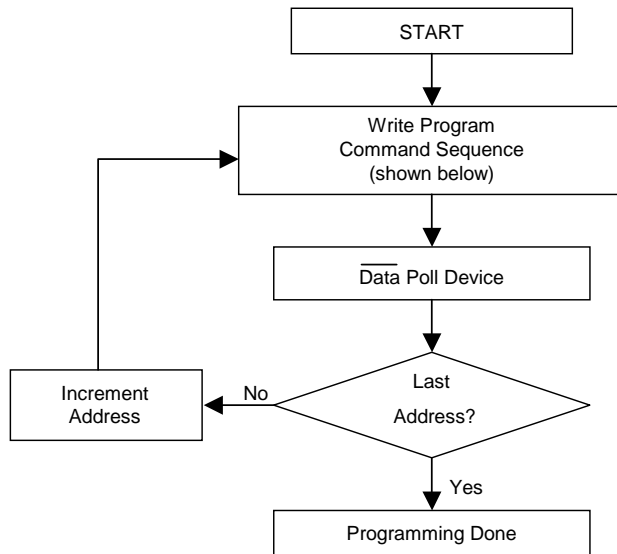 START
Write Program
Command Sequence
(shown below)
Data Poll Device
Last
Address?
No
Increment
Address
Yes
Programming Done